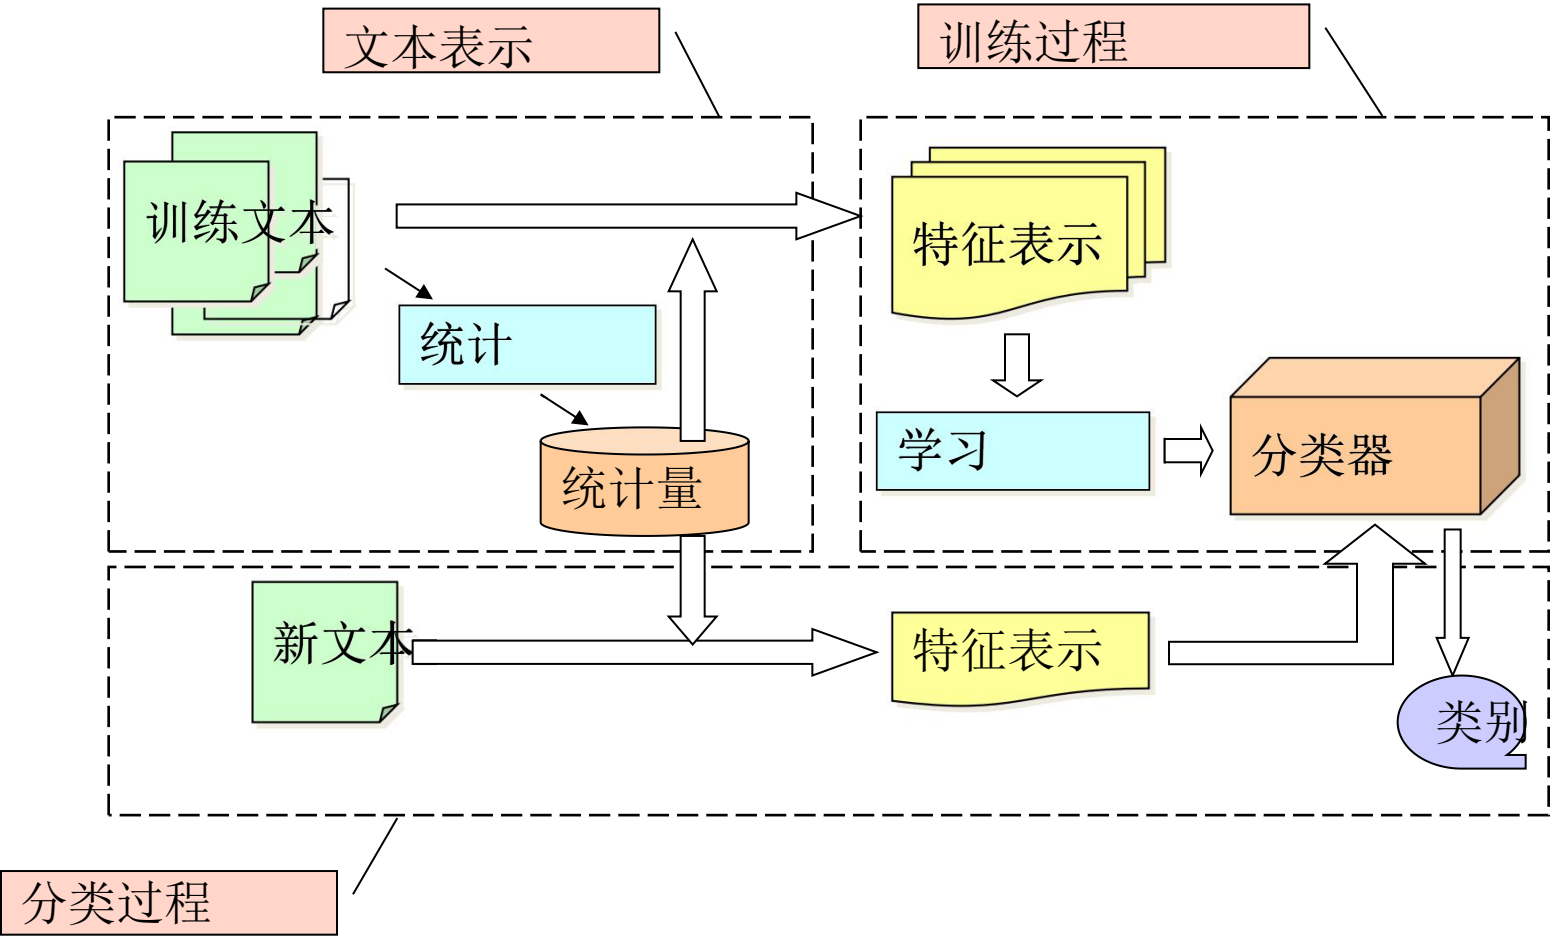 文本表示
训练过程
训练文本
特征表示
统计
学习
分类器
统计量
新文本
特征表示
类别
分类过程